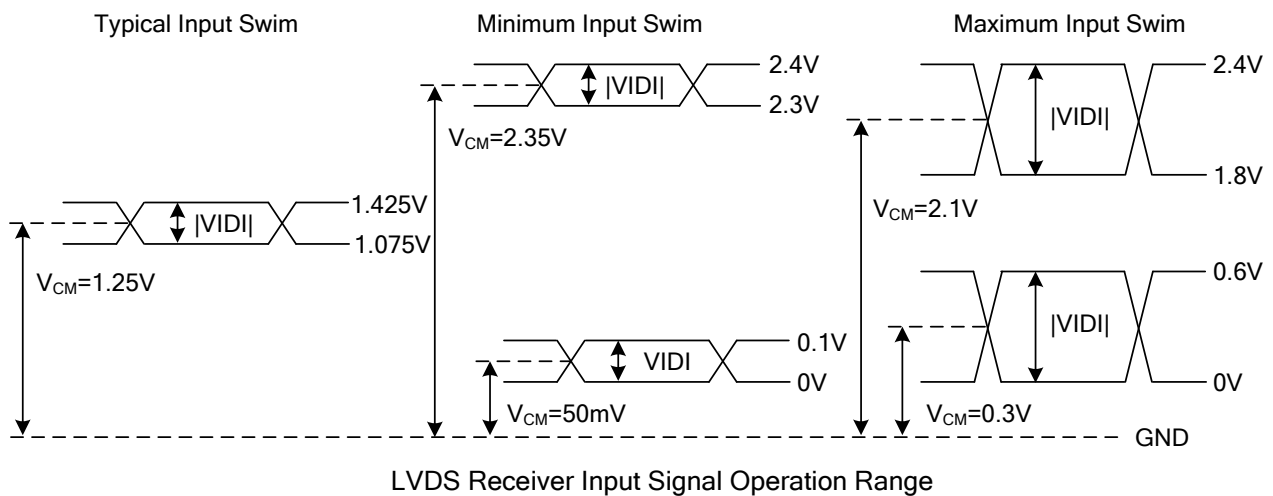 Typical Input Swim
Minimum Input Swim
Maximum Input Swim
|VIDI|
2.4V
2.3V
V_CM=2.35V
|VIDI|
2.4V
1.8V
V_CM=2.1V
|VIDI|
1.425V
1.075V
V_CM=1.25V
VIDI
0.1V
0V
V_CM=50mV
|VIDI|
0.6V
0V
V_CM=0.3V
GND
LVDS Receiver Input Signal Operation Range